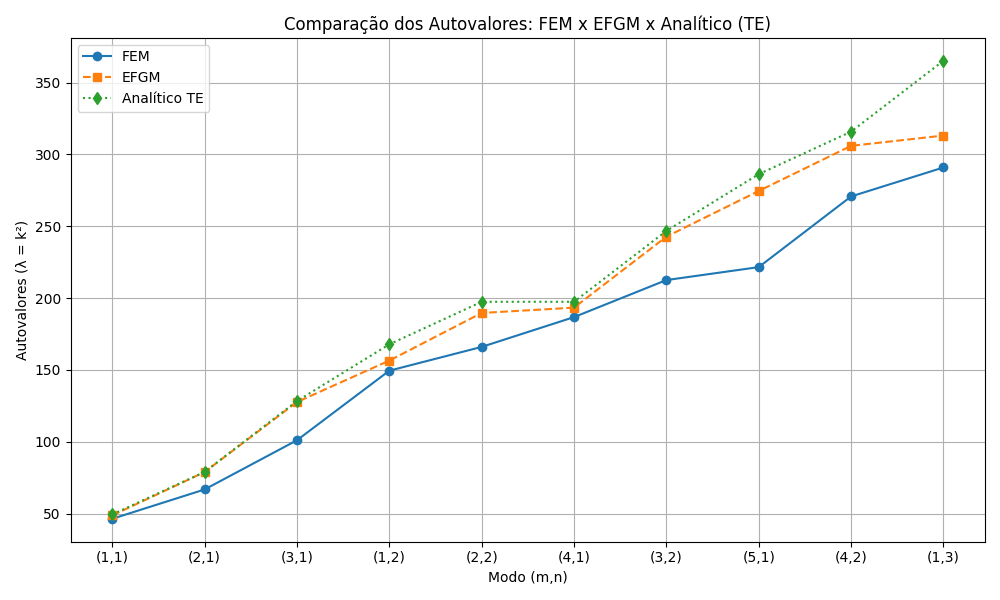 Comparação dos Autovalores: FEM x EFGM x Analítico (TE)
FEM
EFGM
Analítico TE
Autovalores (λ = k²)
350
300
250
200
150
100
50
(1,1) (2,1) (3,1) (1,2) (2,2) (4,1) (3,2) (5,1) (4,2) (1,3)
Modo (m,n)